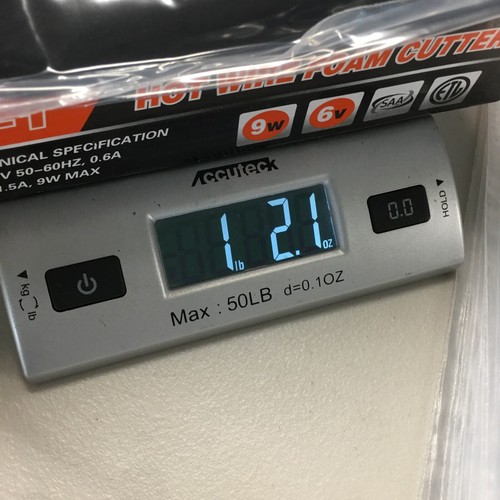 HOT WIRE FOAM CUTTER
9W 6V SAA ETL
NICAL SPECIFICATION
V 50-60HZ, 0.6A
.5A, 9W MAX
Accuteck
1 lb 2.1 oz
0.0
HOLD
kg lb
Max : 50LB d=0.1OZ